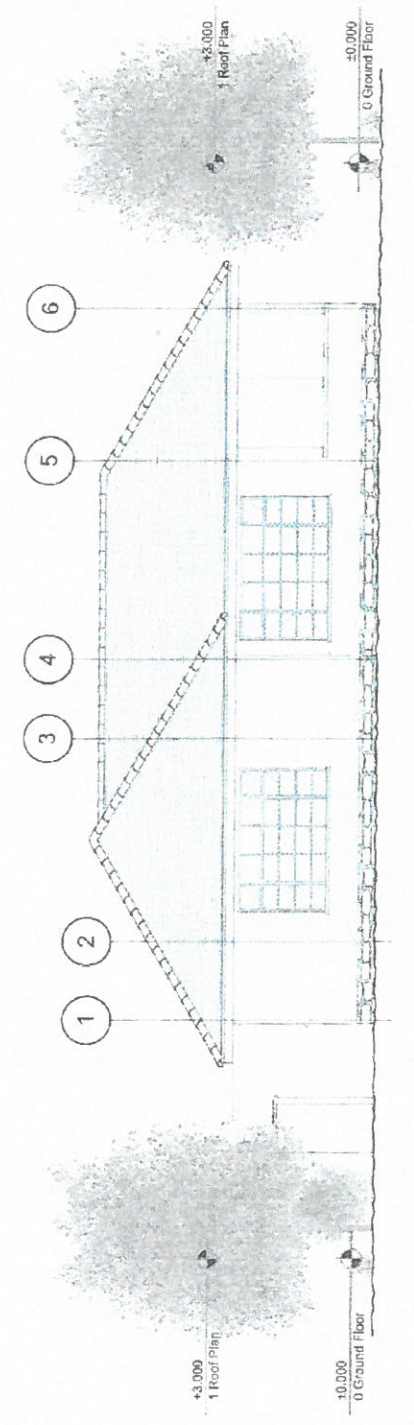 1
2
3
4
5
6
+3.000
1 Roof Plan
±0.000
0 Ground Floor
+3.000
1 Roof Plan
±0.000
0 Ground Floor